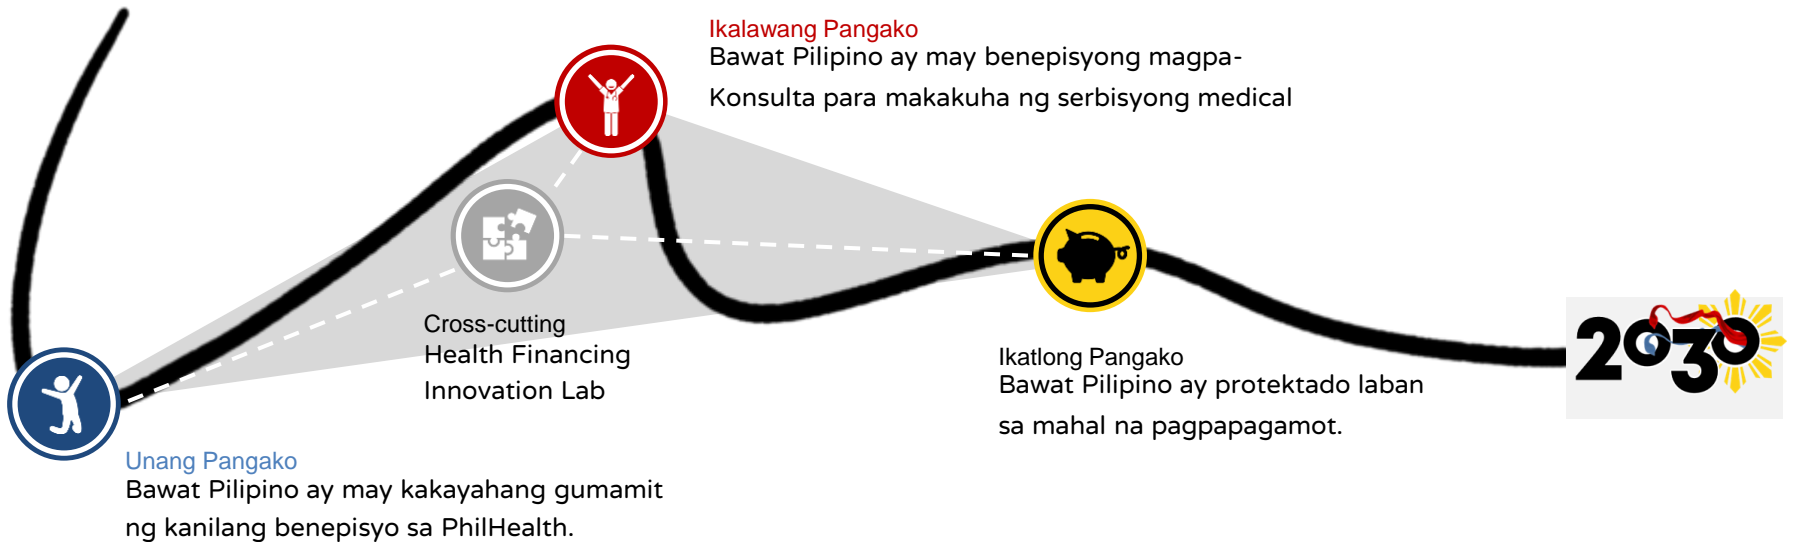 Ikalawang Pangako
Bawat Pilipino ay may benepisyong magpa-
Konsulta para makakuha ng serbisyong medical
Cross-cutting
Health Financing
Innovation Lab
Ikatlong Pangako
Bawat Pilipino ay protektado laban
sa mahal na pagpapagamot.
2030
Unang Pangako
Bawat Pilipino ay may kakayahang gumamit
ng kanilang benepisyo sa PhilHealth.